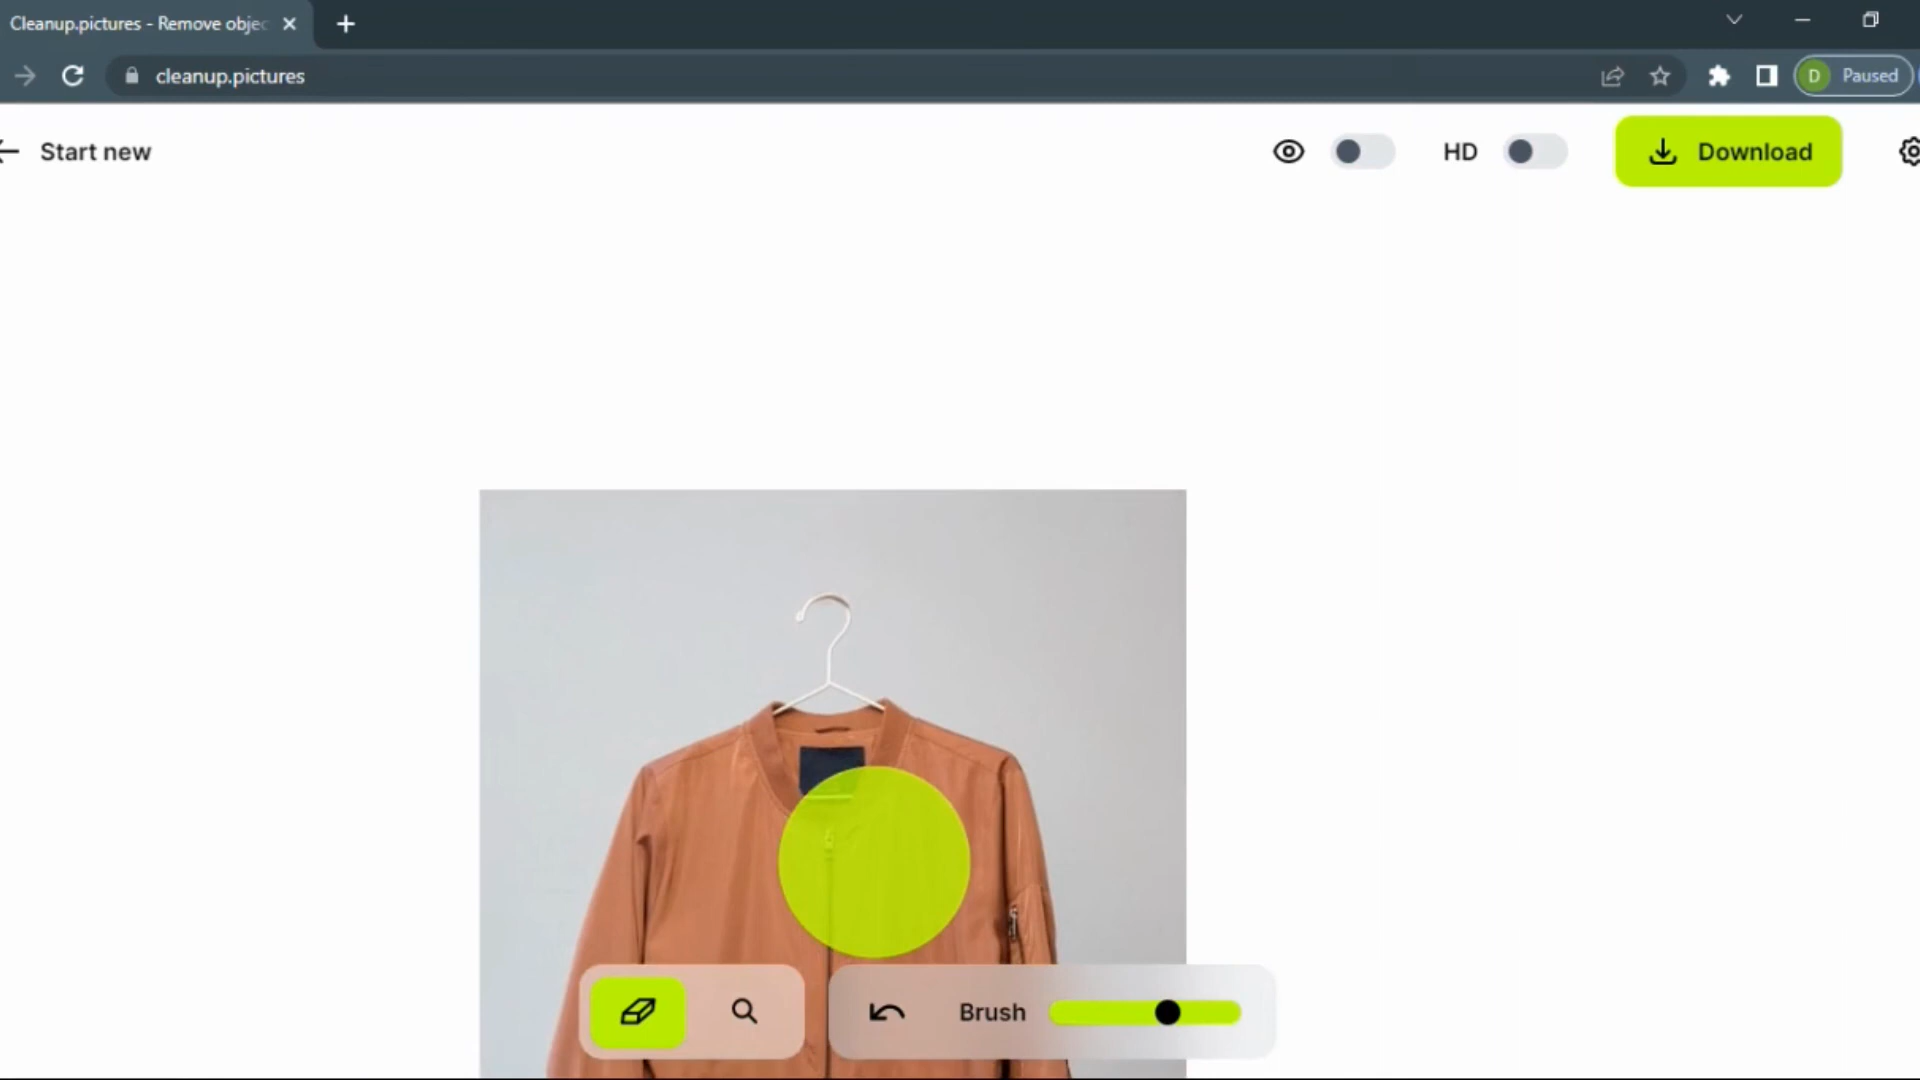 Cleanup.pictures - Remove objec
cleanup.pictures
D Paused
Start new
HD
Download
Brush